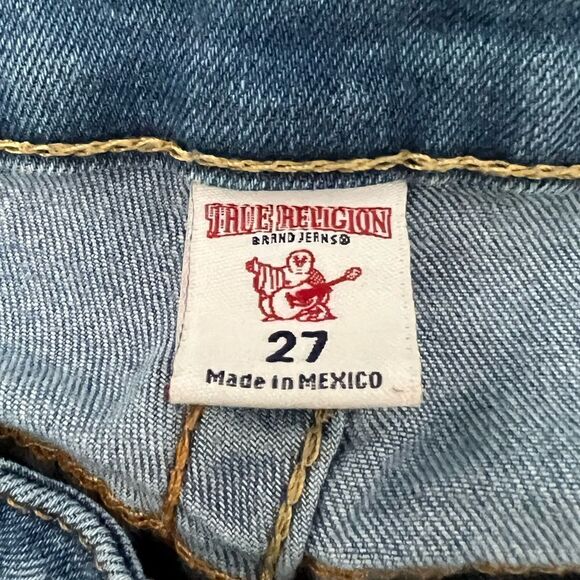 TRUE RELIGION
BRAND JEANS®
27
Made in MEXICO